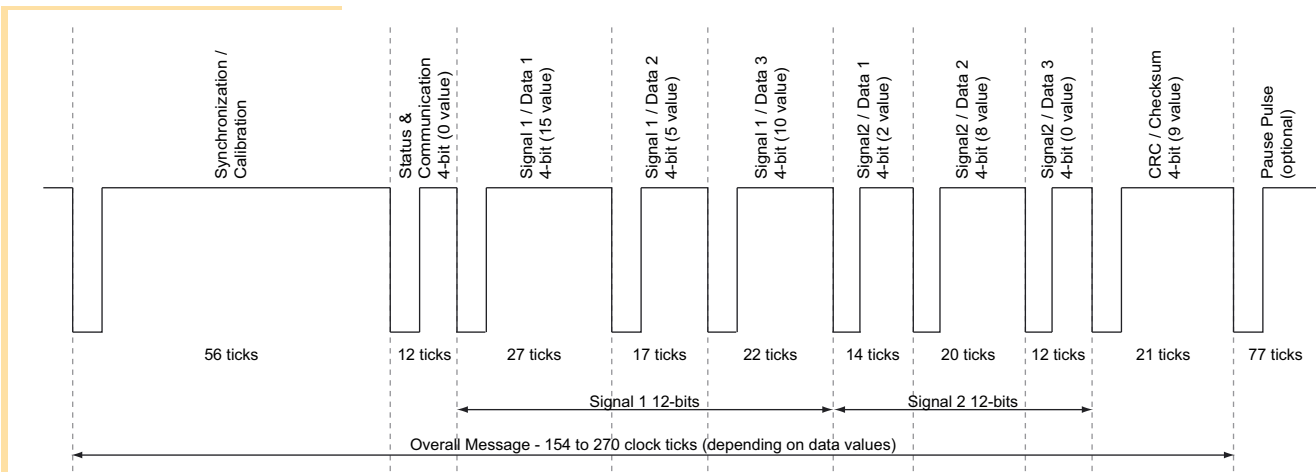 Synchronization /
Calibration
Status &
Communication
4-bit (0 value)
Signal 1 / Data 1
4-bit (15 value)
Signal 1 / Data 2
4-bit (5 value)
Signal 1 / Data 3
4-bit (10 value)
Signal2 / Data 1
4-bit (2 value)
Signal2 / Data 2
4-bit (8 value)
Signal2 / Data 3
4-bit (0 value)
CRC / Checksum
4-bit (9 value)
Pause Pulse
(optional)
56 ticks
12 ticks
27 ticks
17 ticks
22 ticks
14 ticks
20 ticks
12 ticks
21 ticks
77 ticks
Signal 1 12-bits
Signal 2 12-bits
Overall Message - 154 to 270 clock ticks (depending on data values)